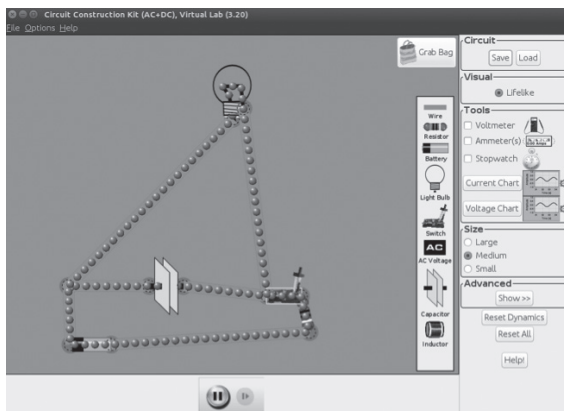 Circuit Construction Kit (AC+DC), Virtual Lab (3.20)
File Options Help
Grab Bag
Wire
Resistor
Battery
Light Bulb
Switch
AC
AC Voltage
Capacitor
Inductor
Circuit
Save Load
Visual
Lifelike
Tools
Voltmeter
Ammeter(s)
Stopwatch
Current Chart
Voltage Chart
Size
Large
Medium
Small
Advanced
Show >>
Reset Dynamics
Reset All
Help!